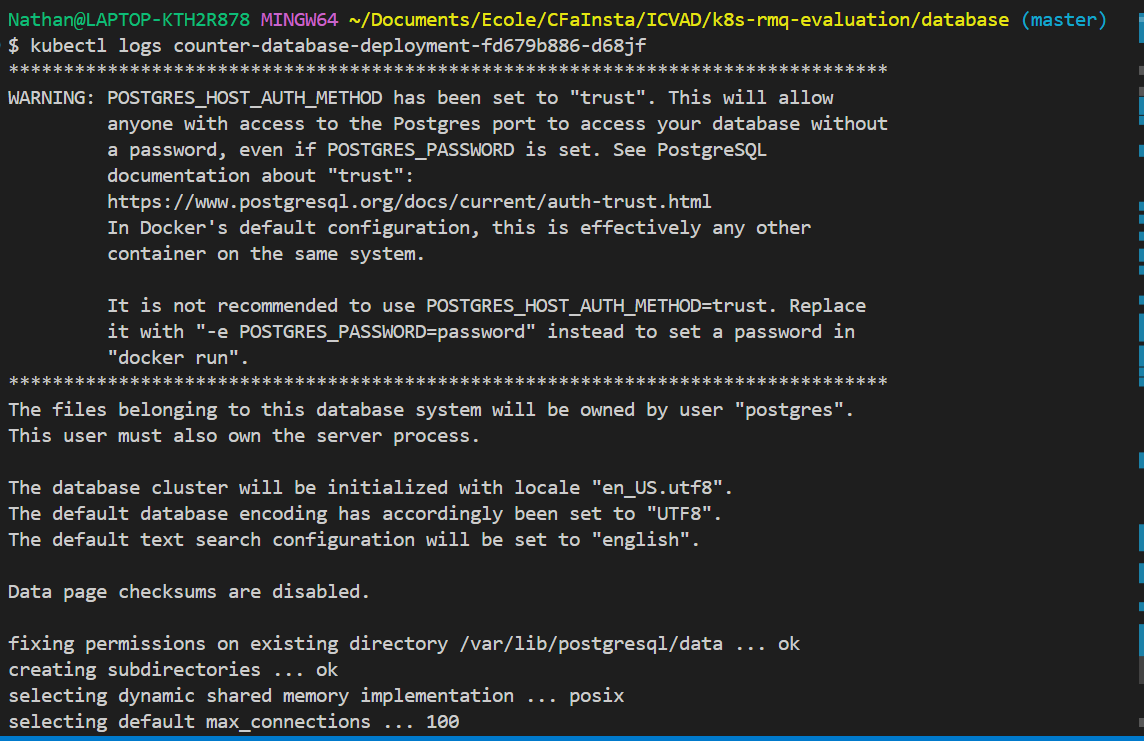 Nathan@LAPTOP-KTH2R878 MINGW64 ~/Documents/Ecole/CFaInsta/ICVAD/k8s-rmq-evaluation/database (master)
$ kubectl logs counter-database-deployment-fd679b886-d68jf
********************************************************************************
WARNING: POSTGRES_HOST_AUTH_METHOD has been set to "trust". This will allow
         anyone with access to the Postgres port to access your database without
         a password, even if POSTGRES_PASSWORD is set. See PostgreSQL
         documentation about "trust":
         https://www.postgresql.org/docs/current/auth-trust.html
         In Docker's default configuration, this is effectively any other
         container on the same system.

         It is not recommended to use POSTGRES_HOST_AUTH_METHOD=trust. Replace
         it with "-e POSTGRES_PASSWORD=password" instead to set a password in
         "docker run".
********************************************************************************
The files belonging to this database system will be owned by user "postgres".
This user must also own the server process.

The database cluster will be initialized with locale "en_US.utf8".
The default database encoding has accordingly been set to "UTF8".
The default text search configuration will be set to "english".

Data page checksums are disabled.

fixing permissions on existing directory /var/lib/postgresql/data ... ok
creating subdirectories ... ok
selecting dynamic shared memory implementation ... posix
selecting default max_connections ... 100